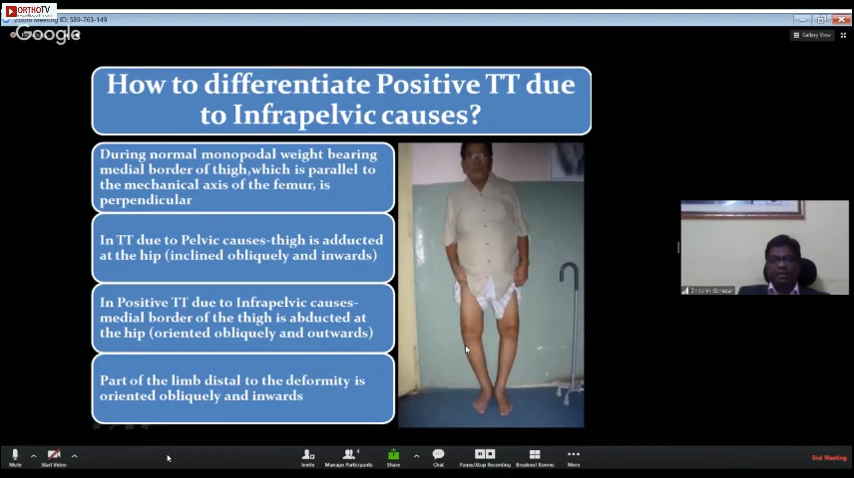 ORTHOTV
Zoom Meeting ID: 589-763-149
Google
Gallery View
How to differentiate Positive TT due
to Infrapelvic causes?
During normal monopodal weight bearing
medial border of thigh,which is parallel to
the mechanical axis of the femur, is
perpendicular
In TT due to Pelvic causes-thigh is adducted
at the hip (inclined obliquely and inwards)
In Positive TT due to Infrapelvic causes-
medial border of the thigh is abducted at
the hip (oriented obliquely and outwards)
Part of the limb distal to the deformity is
oriented obliquely and inwards
Mute
Start Video
Invite
4
Manage Participants
Share
Chat
Pause/Stop Recording
Breakout Rooms
More
End Meeting